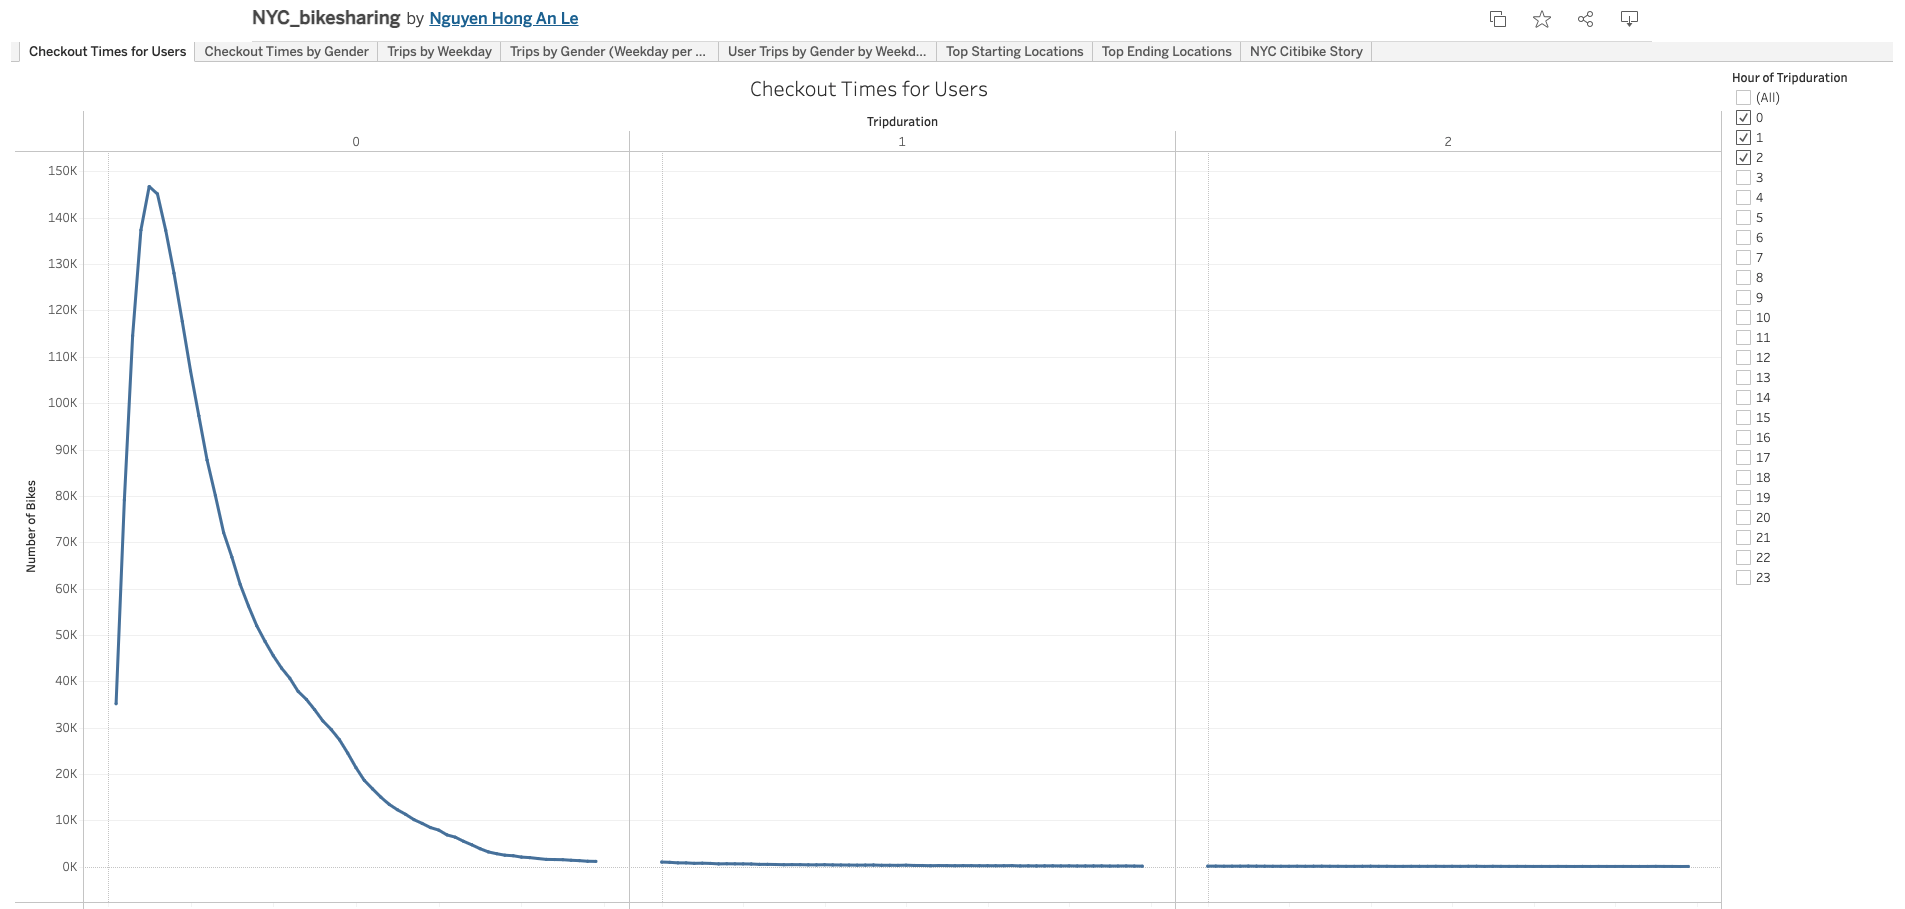 NYC_bikesharing by Nguyen Hong An Le
Checkout Times for Users Checkout Times by Gender Trips by Weekday Trips by Gender (Weekday per ... User Trips by Gender by Weekd... Top Starting Locations Top Ending Locations NYC Citibike Story
Checkout Times for Users
Tripduration
0 1 2
150K
140K
130K
120K
110K
100K
90K
80K
70K
60K
50K
40K
30K
20K
10K
0K
Number of Bikes
Hour of Tripduration
(All)
0
1
2
3
4
5
6
7
8
9
10
11
12
13
14
15
16
17
18
19
20
21
22
23